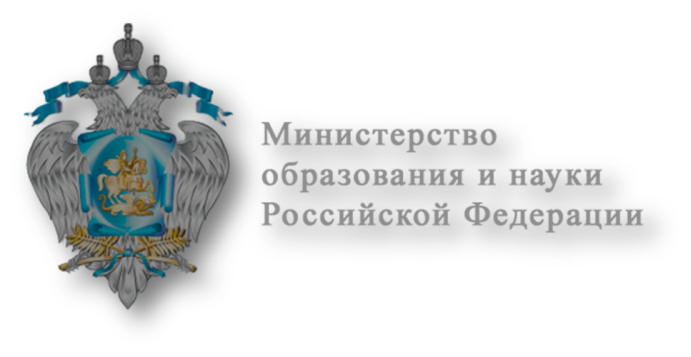 Министерство
образования и науки
Российской Федерации